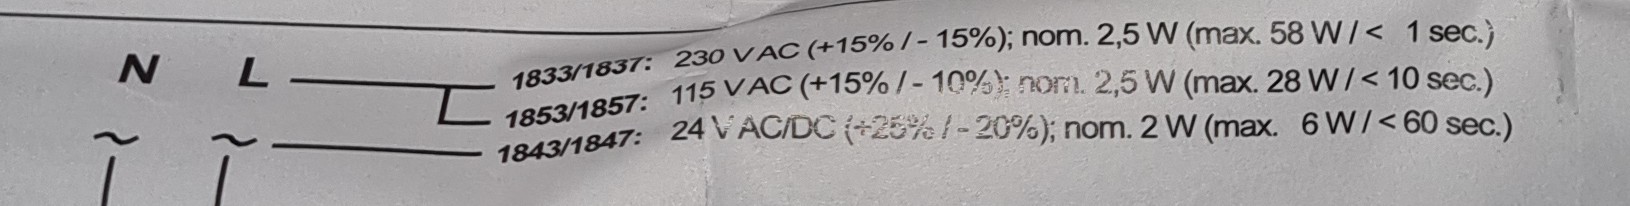 N L 1833/1837: 230 VAC (+15% / - 15%); nom. 2,5 W (max. 58 W / < 1 sec.)
1853/1857: 115 VAC (+15% / - 10%); nom. 2,5 W (max. 28 W / < 10 sec.)
~ ~ 1843/1847: 24 V AC/DC (+25% / - 20%); nom. 2 W (max. 6 W / < 60 sec.)